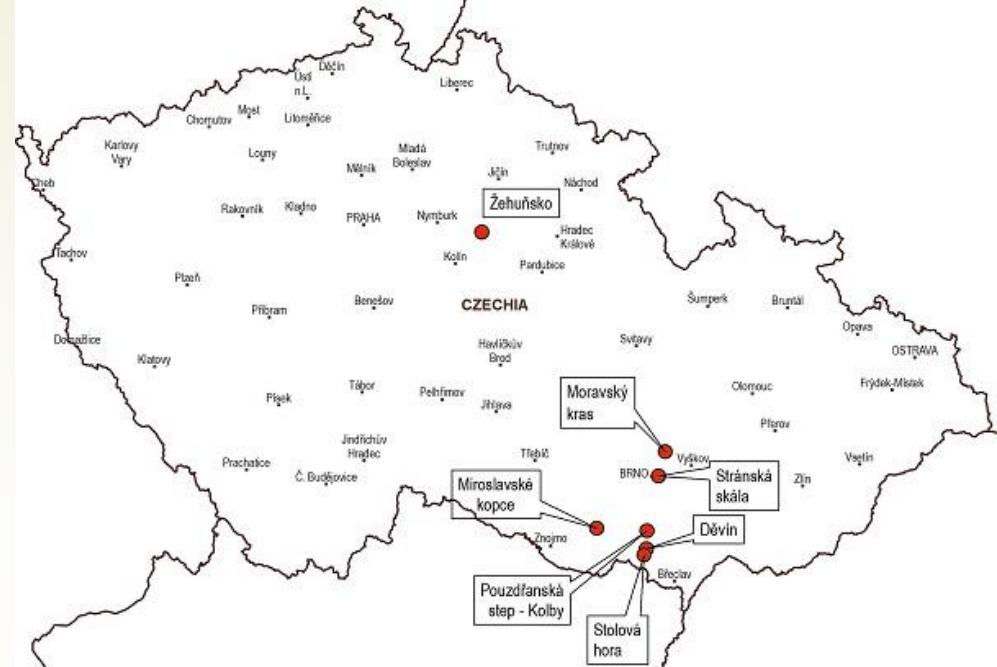 Děčín
Ústí
n.L.
Liberec
Most
Chomutov
Litoměřice
Karlovy
Vary
Louny
Mladá
Boleslav
Trutnov
Mělník
Jičín
Cheb
Náchod
Žehuňsko
Rakovník
Kladno
PRAHA
Nymburk
Hradec
Králové
Tachov
Kolín
Pardubice
Plzeň
Benešov
CZECHIA
Šumperk
Bruntál
Příbram
Opava
Domažlice
Havlíčkův
Brod
Svitavy
OSTRAVA
Klatovy
Tábor
Pelhřimov
Moravský
kras
Olomouc
Frýdek-Místek
Písek
Jihlava
Přerov
Jindřichův
Hradec
Třebíč
Vyškov
Vsetín
Prachatice
Č. Budějovice
BRNO
Stránská
skála
Zlín
Miroslavské
kopce
Děvín
Znojmo
Břeclav
Pouzdřanská
step - Kolby
Stolová
hora